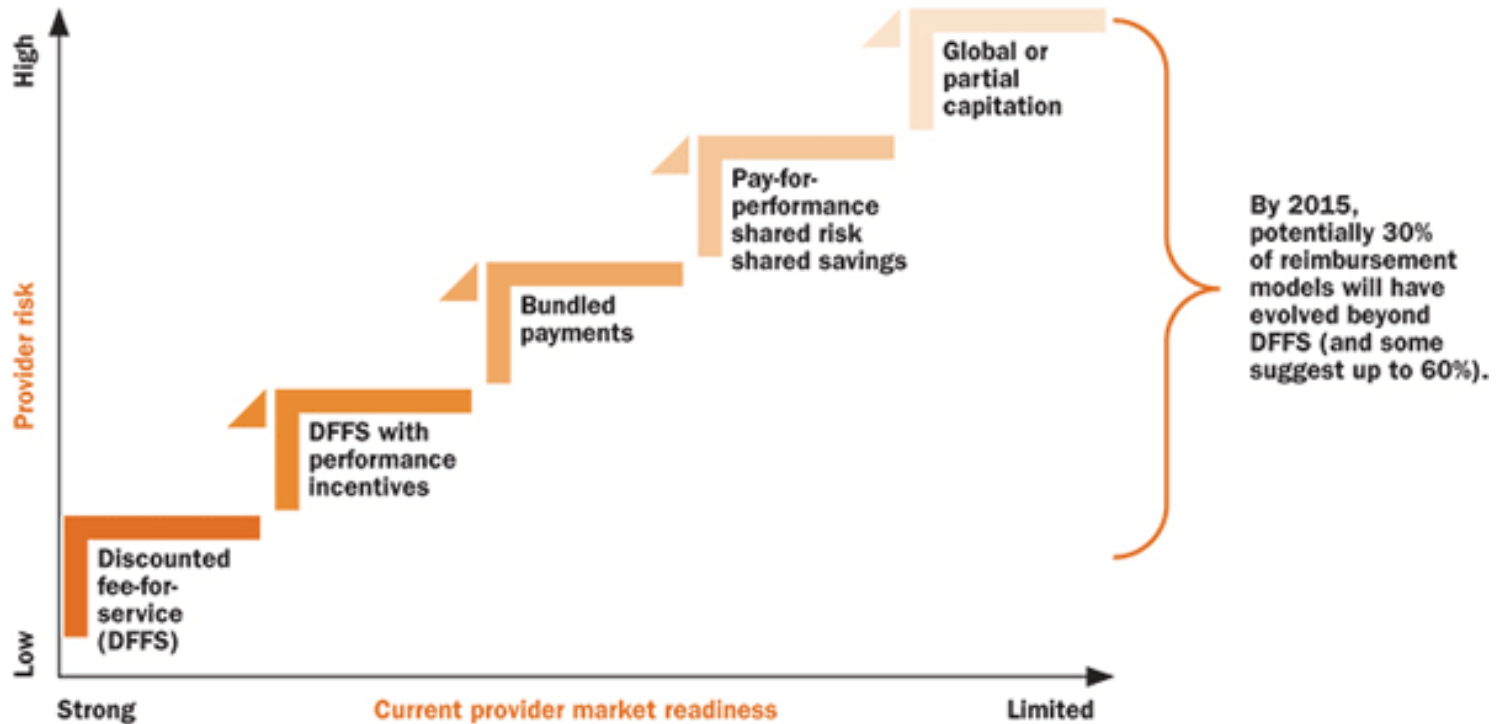 High
Provider risk
Low
Global or
partial
capitation
Pay-for-
performance
shared risk
shared savings
Bundled
payments
DFFS with
performance
incentives
Discounted
fee-for-
service
(DFFS)
By 2015,
potentially 30%
of reimbursement
models will have
evolved beyond
DFFS (and some
suggest up to 60%).
Strong
Current provider market readiness
Limited